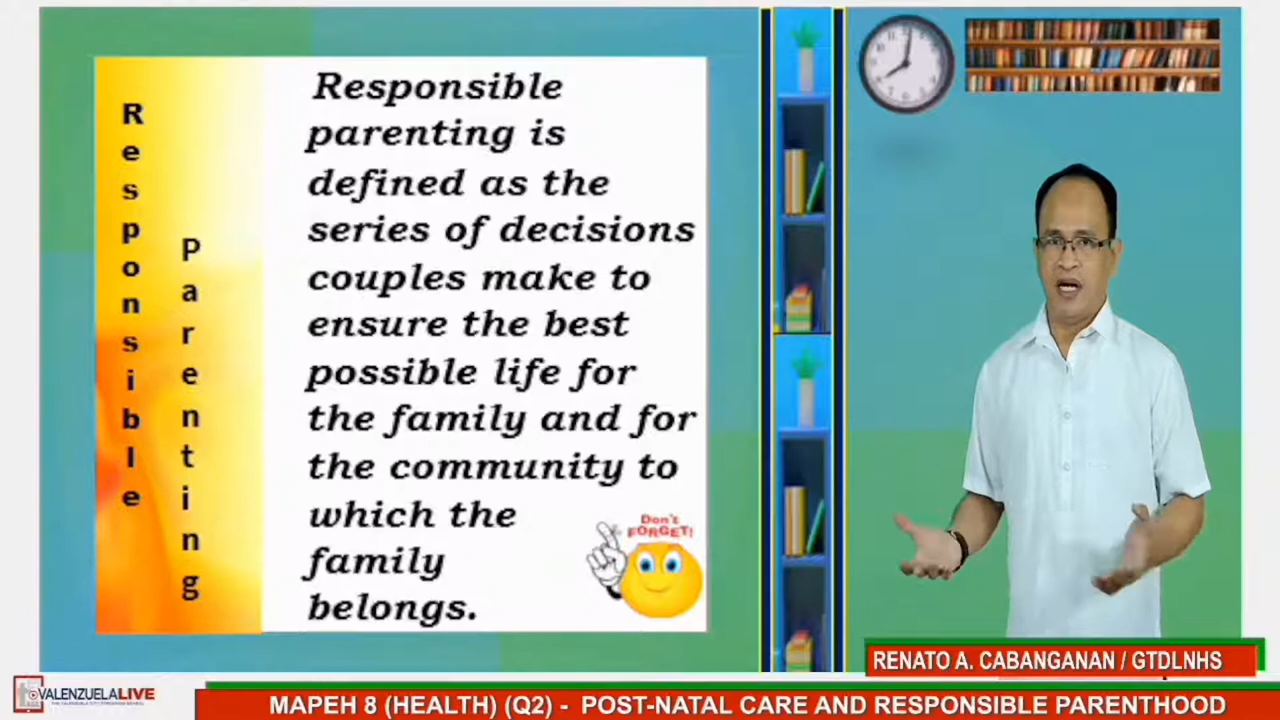 Responsible
Parenting
Responsible
parenting is
defined as the
series of decisions
couples make to
ensure the best
possible life for
the family and for
the community to
which the
family
belongs.
Don't
FORGET!
RENATO A. CABANGANAN / GTDLNHS
VALENZUELALIVE
MAPEH 8 (HEALTH) (Q2) - POST-NATAL CARE AND RESPONSIBLE PARENTHOOD